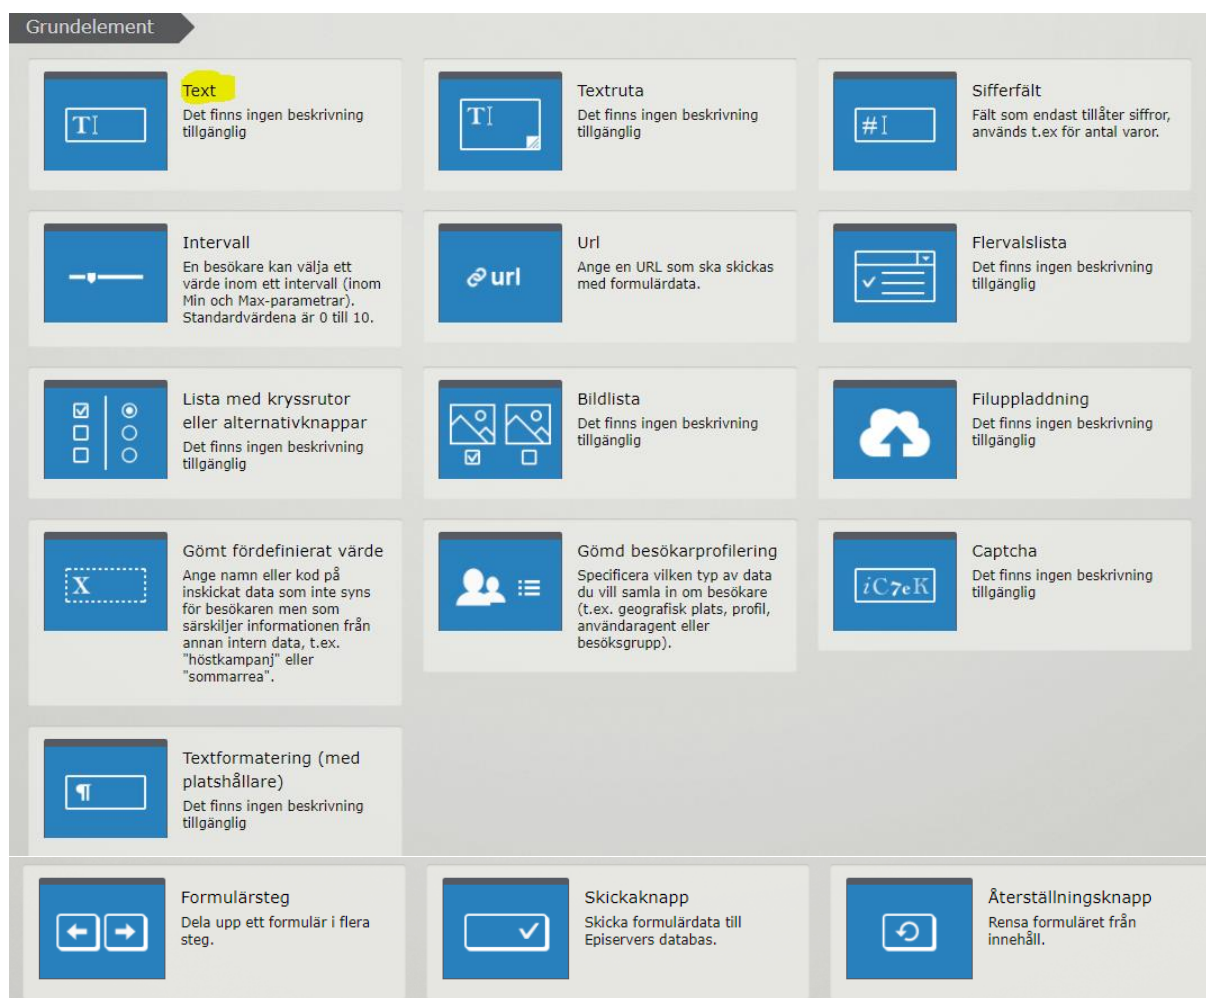 Grundelement
TI
Text
Det finns ingen beskrivning
tillgänglig
TI
Textruta
Det finns ingen beskrivning
tillgänglig
#I
Sifferfält
Fält som endast tillåter siffror,
används t.ex för antal varor.
Intervall
En besökare kan välja ett
värde inom ett intervall (inom
Min och Max-parametrar).
Standardvärdena är 0 till 10.
url
Url
Ange en URL som ska skickas
med formulärdata.
Flervalslista
Det finns ingen beskrivning
tillgänglig
Lista med kryssrutor
eller alternativknappar
Det finns ingen beskrivning
tillgänglig
Bildlista
Det finns ingen beskrivning
tillgänglig
Filuppladdning
Det finns ingen beskrivning
tillgänglig
X
Gömt fördefinierat värde
Ange namn eller kod på
inskickat data som inte syns
för besökaren men som
särskiljer informationen från
annan intern data, t.ex.
"höstkampanj" eller
"sommarrea".
Gömd besökarprofilering
Specificera vilken typ av data
du vill samla in om besökare
(t.ex. geografisk plats, profil,
användaragent eller
besöksgrupp).
iC7eK
Captcha
Det finns ingen beskrivning
tillgänglig
¶
Textformatering (med
platshållare)
Det finns ingen beskrivning
tillgänglig
Formulärsteg
Dela upp ett formulär i flera
steg.
Skickaknapp
Skicka formulärdata till
Episervers databas.
Återställningsknapp
Rensa formuläret från
innehåll.